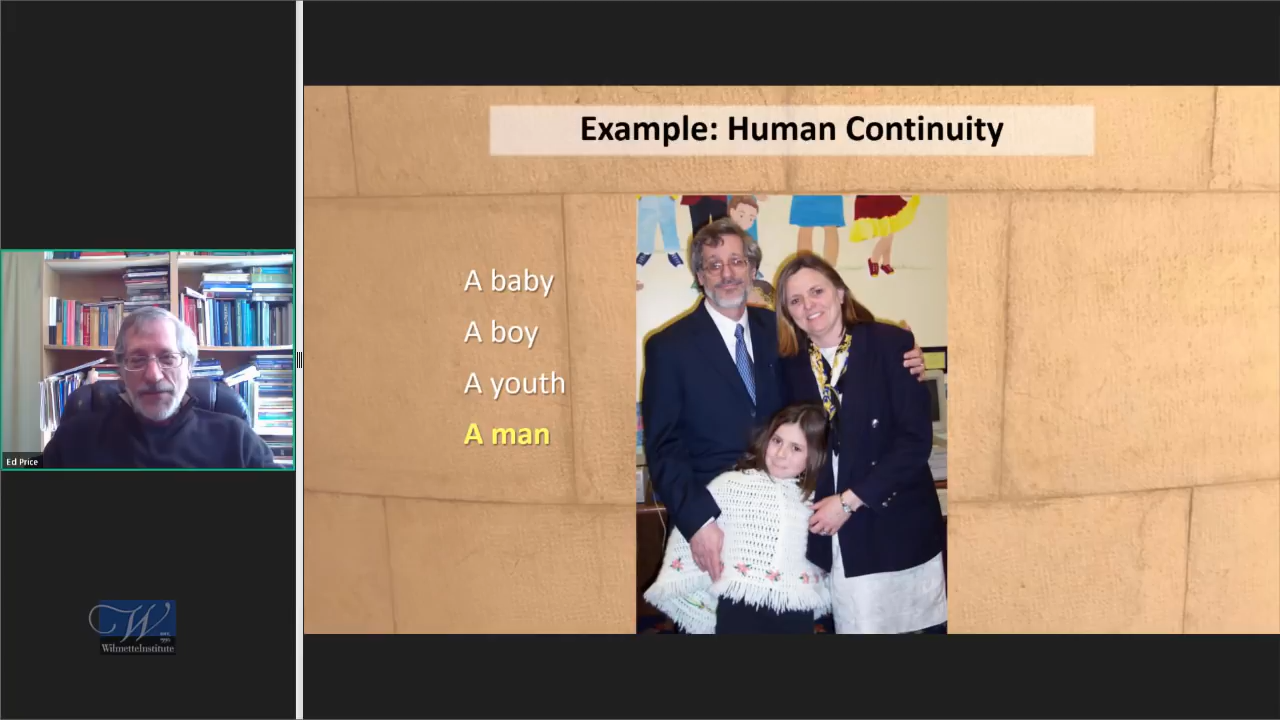 Example: Human Continuity
A baby
A boy
A youth
A man
Ed Price
W
WilmetteInstitute